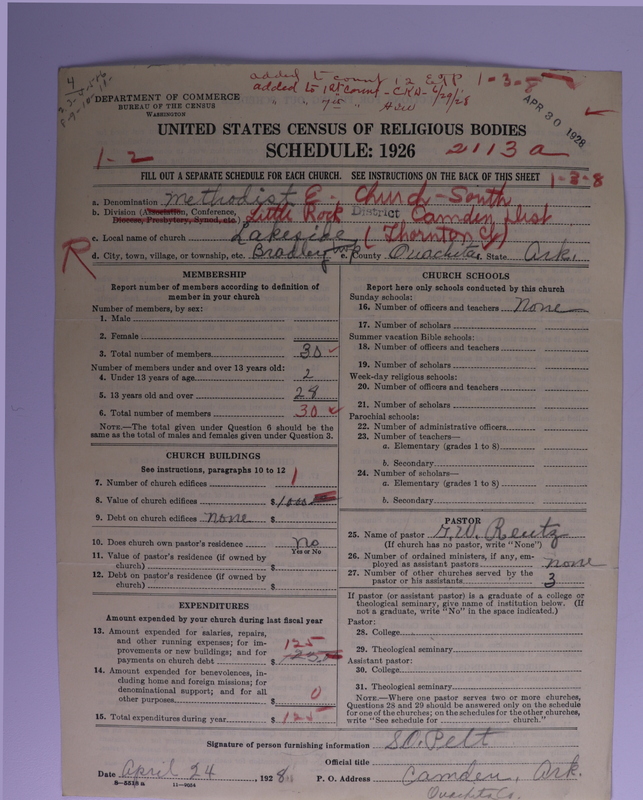 added to count 12 EJP 1-3-8
added to 1st count - CKA - 6/29/28
4
DEPARTMENT OF COMMERCE
BUREAU OF THE CENSUS
WASHINGTON
APR 30 1928
UNITED STATES CENSUS OF RELIGIOUS BODIES
1-2 SCHEDULE: 1926 2113a
FILL OUT A SEPARATE SCHEDULE FOR EACH CHURCH. SEE INSTRUCTIONS ON THE BACK OF THIS SHEET
1-3-8
a. Denomination Methodist E. Church-South
b. Division (Association, Conference, Diocese, Presbytery, Synod, etc.) Little Rock District Camden Dist
c. Local name of church Lakeside (Thornton Cy)
R
d. City, town, village, or township, etc. Bradley twp e. County Ouachita State Ark.
MEMBERSHIP
Report number of members according to definition of
member in your church
Number of members, by sex:
1. Male
2. Female
3. Total number of members 30
Number of members under and over 13 years old:
4. Under 13 years of age 2
5. 13 years old and over 28
6. Total number of members 30
NOTE.—The total given under Question 6 should be the
same as the total of males and females given under Question 3.
CHURCH BUILDINGS
See instructions, paragraphs 10 to 12
7. Number of church edifices 1
8. Value of church edifices $ 1000
9. Debt on church edifices none $
10. Does church own pastor's residence no
Yes or No
11. Value of pastor's residence (if owned by
church) $
12. Debt on pastor's residence (if owned by
church) $
EXPENDITURES
Amount expended by your church during last fiscal year
13. Amount expended for salaries, repairs,
and other running expenses; for im-
provements or new buildings; and for
payments on church debt $ 125
14. Amount expended for benevolences, in-
cluding home and foreign missions; for
denominational support; and for all
other purposes $ 0
15. Total expenditures during year $ 125
CHURCH SCHOOLS
Report here only schools conducted by this church
Sunday schools:
16. Number of officers and teachers None
17. Number of scholars
Summer vacation Bible schools:
18. Number of officers and teachers
19. Number of scholars
Week-day religious schools:
20. Number of officers and teachers
21. Number of scholars
Parochial schools:
22. Number of administrative officers
23. Number of teachers—
a. Elementary (grades 1 to 8)
b. Secondary
24. Number of scholars—
a. Elementary (grades 1 to 8)
b. Secondary
PASTOR
25. Name of pastor G.W. Reutz
(If church has no pastor, write "None")
26. Number of ordained ministers, if any, em-
ployed as assistant pastors none
27. Number of other churches served by the
pastor or his assistants 3
If pastor (or assistant pastor) is a graduate of a college or
theological seminary, give name of institution below. (If
not a graduate, write "No" in the space indicated.)
Pastor:
28. College
29. Theological seminary
Assistant pastor:
30. College
31. Theological seminary
NOTE.—Where one pastor serves two or more churches,
Questions 28 and 29 should be answered only on the schedule
for one of the churches; on the schedules for the other churches,
write "See schedule for church."
Signature of person furnishing information S.O. Pelt
Official title
Date April 24, 1928 P. O. Address Camden, Ark.
8-5518a 11-9034 Ouachita Co.